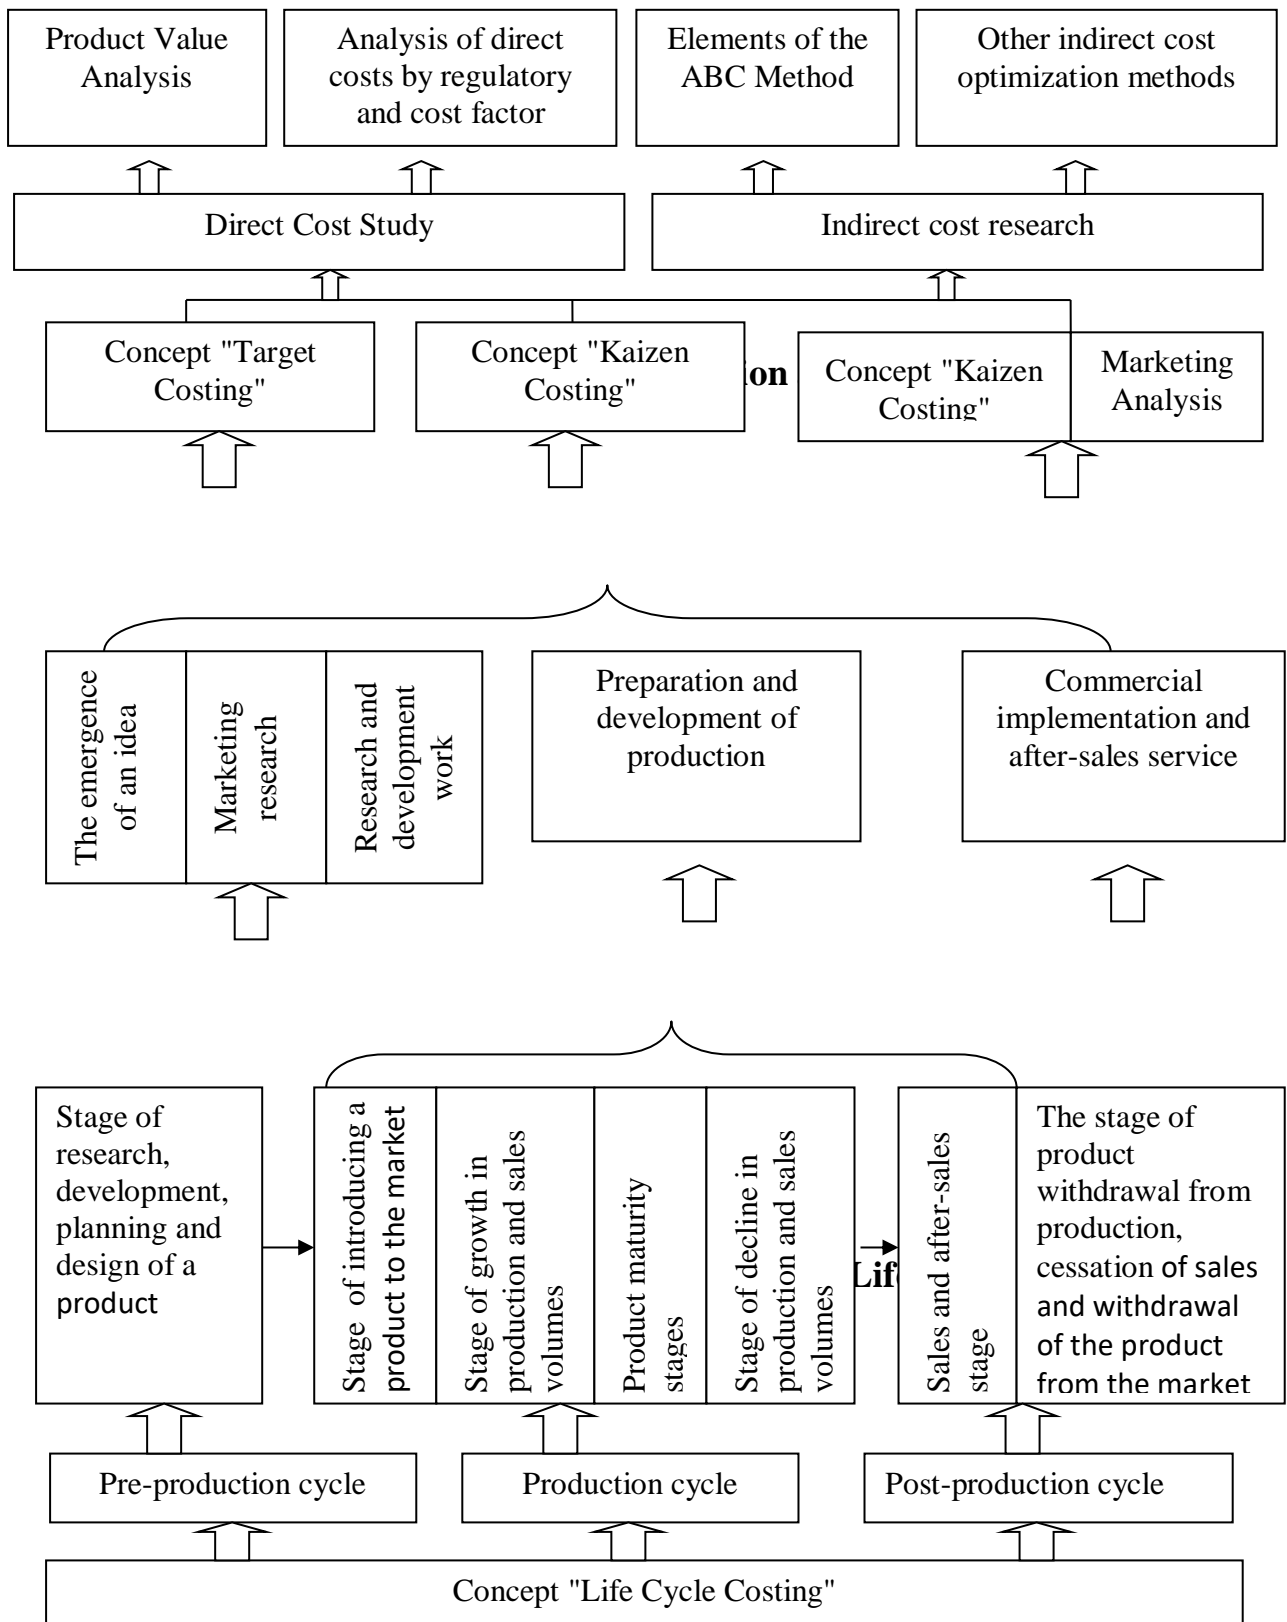 Product Value
Analysis
Analysis of direct
costs by regulatory
and cost factor
Elements of the
ABC Method
Other indirect cost
optimization methods
Direct Cost Study
Indirect cost research
Concept "Target
Costing"
Concept "Kaizen
Costing"
ion
Concept "Kaizen
Costing"
Marketing
Analysis
The emergence
of an idea
Marketing
research
Research and
development
work
Preparation and
development of
production
Commercial
implementation and
after-sales service
Stage of
research,
development,
planning and
design of a
product
Stage of introducing a
product to the market
Stage of growth in
production and sales
volumes
Product maturity
stages
Stage of decline in
production and sales
volumes
Lif
Sales and after-sales
stage
The stage of
product
withdrawal from
production,
cessation of sales
and withdrawal
of the product
from the market
Pre-production cycle
Production cycle
Post-production cycle
Concept "Life Cycle Costing"